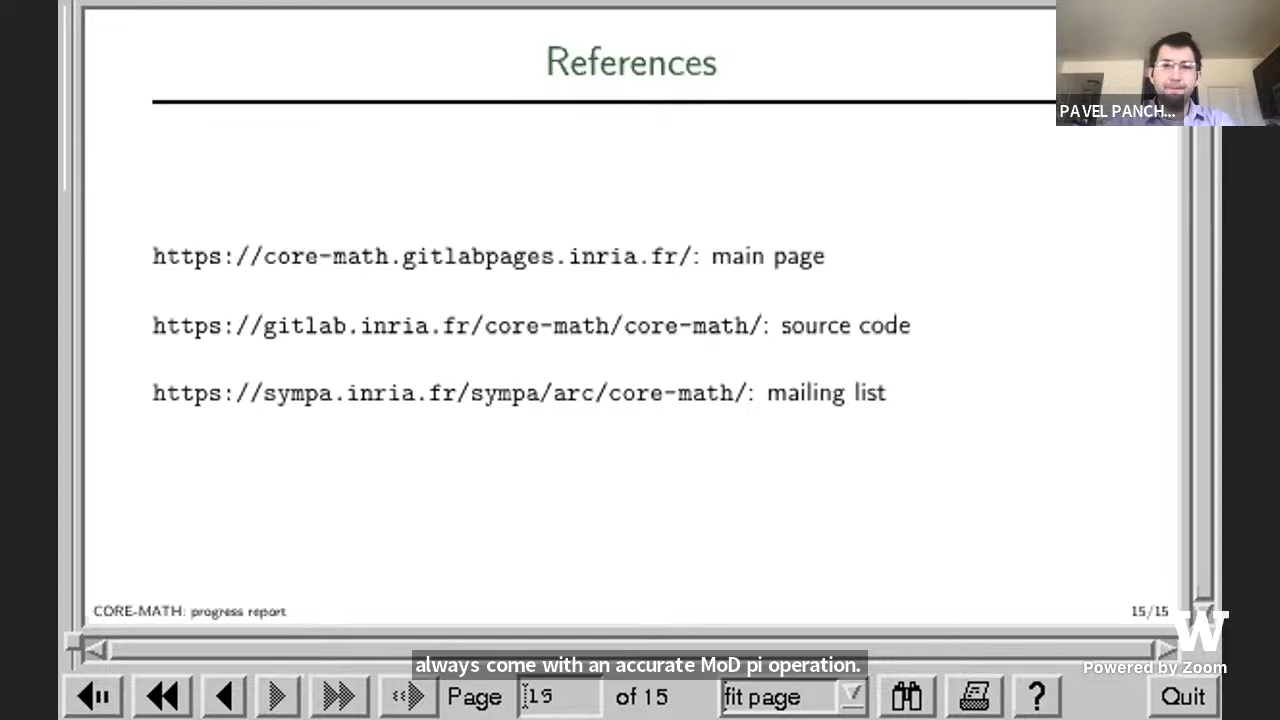 References
PAVEL PANCH...
https://core-math.gitlabpages.inria.fr/: main page
https://gitlab.inria.fr/core-math/core-math/: source code
https://sympa.inria.fr/sympa/arc/core-math/: mailing list
CORE-MATH: progress report
15/15
W
Powered by Zoom
always come with an accurate MoD pi operation.
Page 15 of 15
fit page
?
Quit